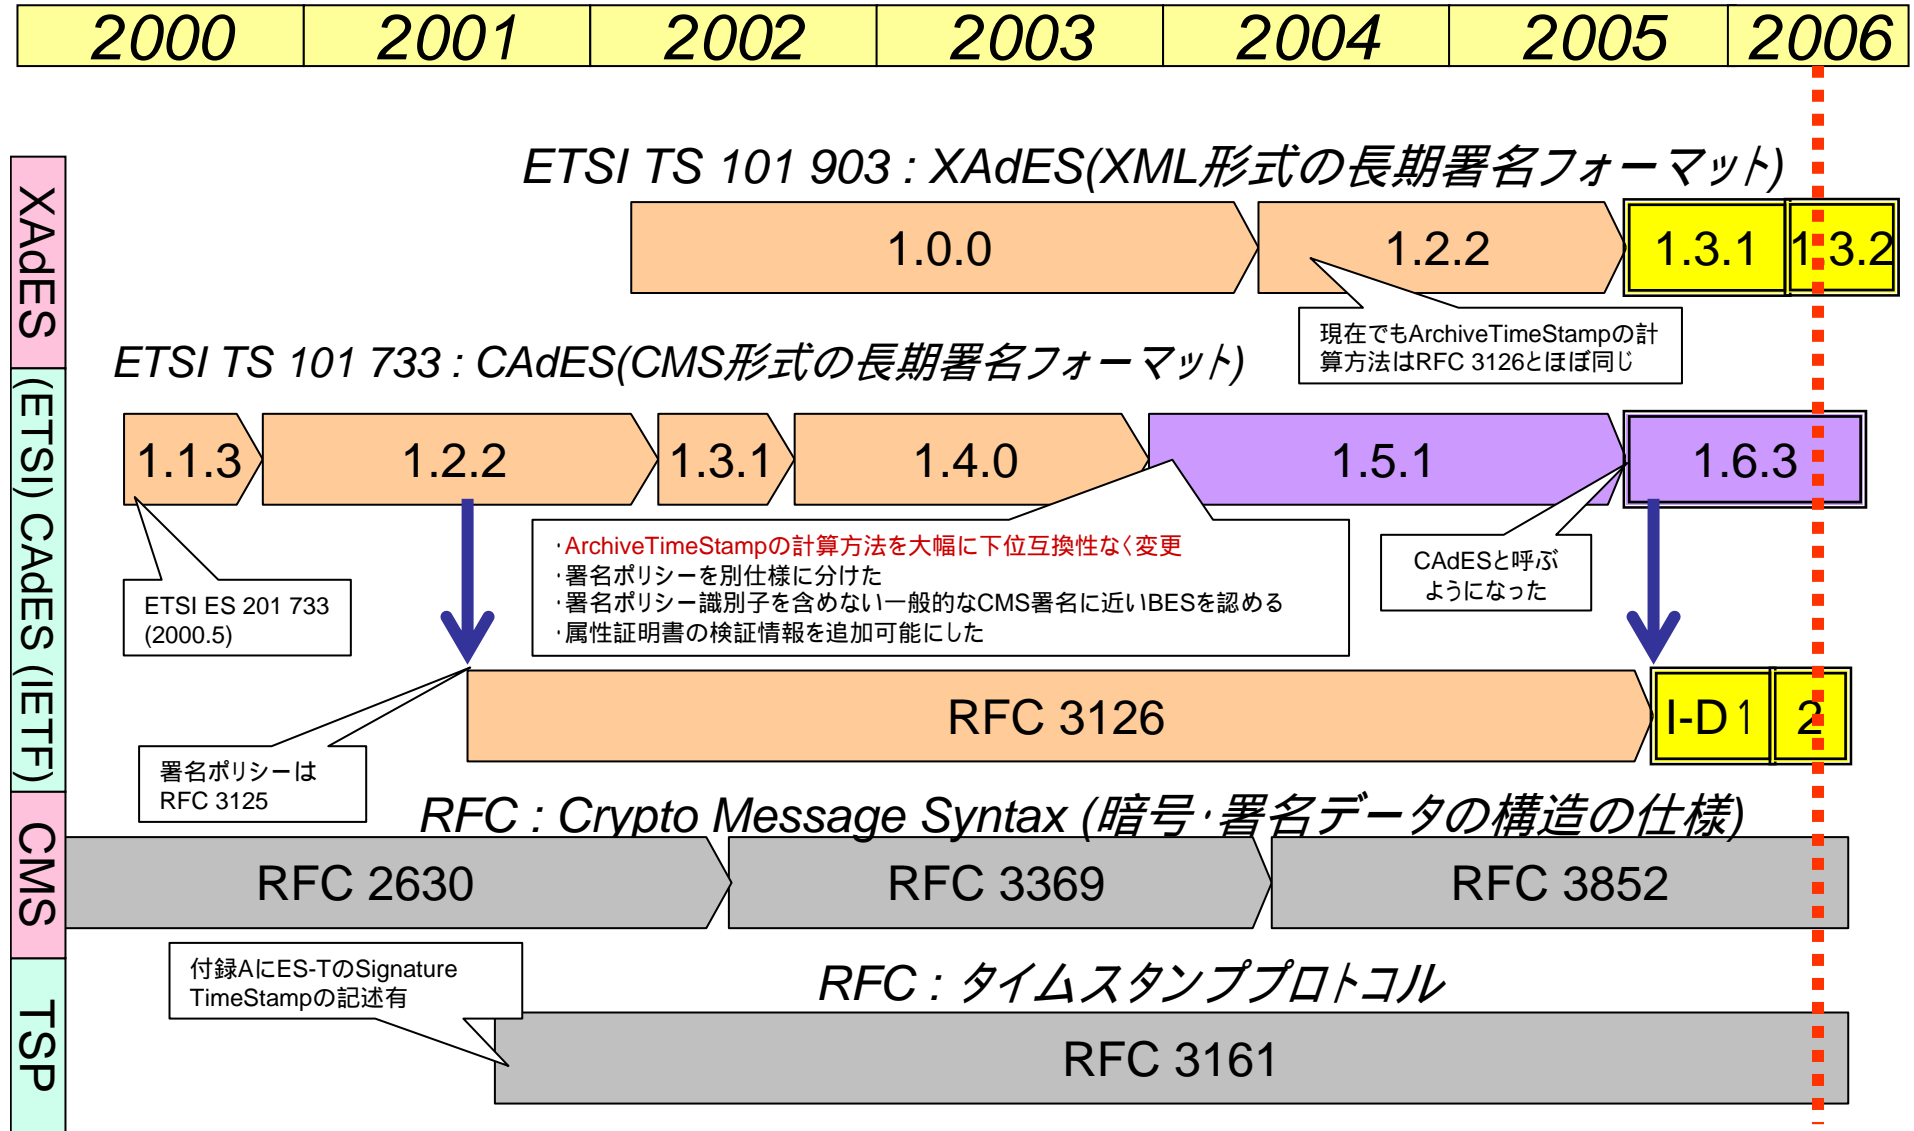 2000 2001 2002 2003 2004 2005 2006
XAdES
ETSI TS 101 903 : XAdES(XML形式の長期署名フォーマット)
1.0.0 1.2.2 1.3.1 1.3.2
現在でもArchiveTimeStampの計
算方法はRFC 3126とほぼ同じ
(ETSI) CAdES (IETF)
ETSI TS 101 733 : CAdES(CMS形式の長期署名フォーマット)
1.1.3 1.2.2 1.3.1 1.4.0 1.5.1 1.6.3
ETSI ES 201 733
(2000.5)
・ArchiveTimeStampの計算方法を大幅に下位互換性なく変更
・署名ポリシーを別仕様に分けた
・署名ポリシー識別子を含めない一般的なCMS署名に近いBESを認める
・属性証明書の検証情報を追加可能にした
CAdESと呼ぶ
ようになった
RFC 3126 I-D 1 2
署名ポリシーは
RFC 3125
CMS
RFC : Crypto Message Syntax (暗号・署名データの構造の仕様)
RFC 2630 RFC 3369 RFC 3852
TSP
付録AにES-TのSignature
TimeStampの記述有
RFC : タイムスタンププロトコル
RFC 3161